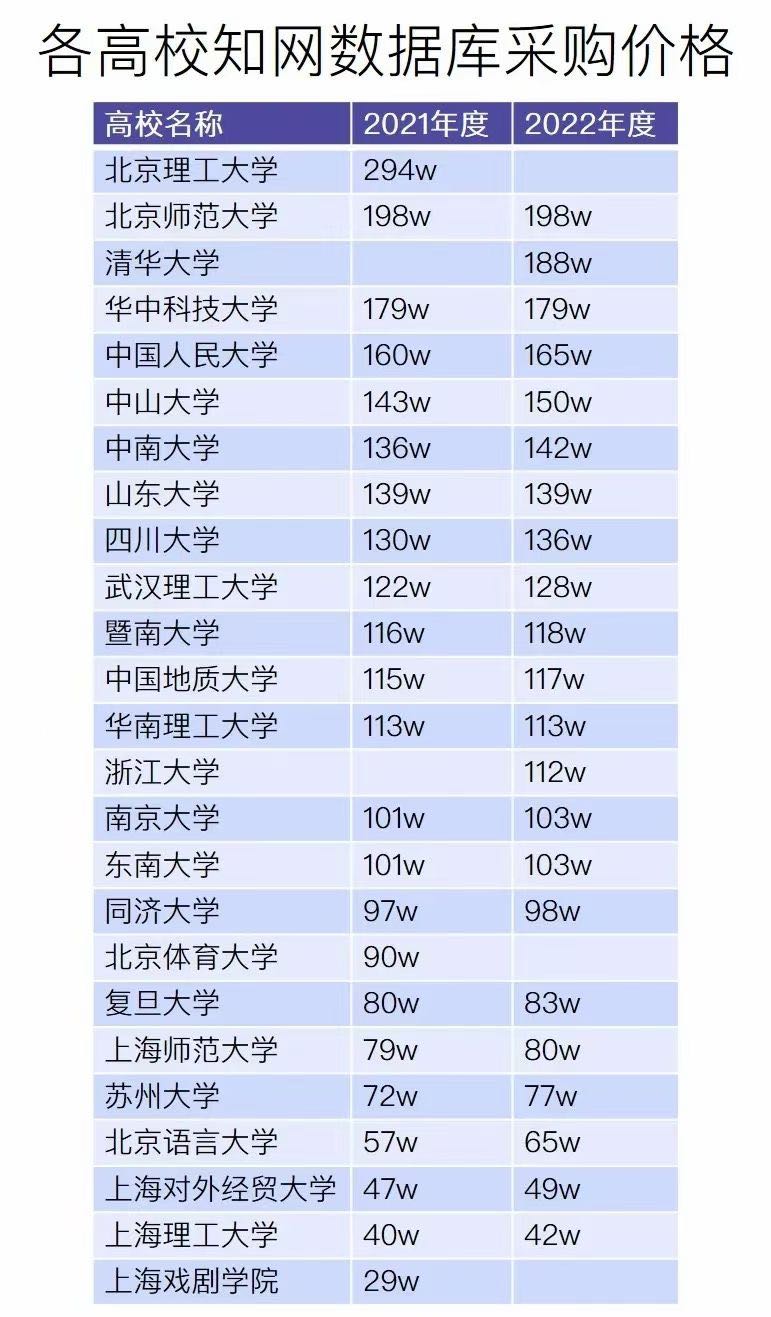 各高校知网数据库采购价格
高校名称 2021年度 2022年度
北京理工大学 294w
北京师范大学 198w 198w
清华大学 188w
华中科技大学 179w 179w
中国人民大学 160w 165w
中山大学 143w 150w
中南大学 136w 142w
山东大学 139w 139w
四川大学 130w 136w
武汉理工大学 122w 128w
暨南大学 116w 118w
中国地质大学 115w 117w
华南理工大学 113w 113w
浙江大学 112w
南京大学 101w 103w
东南大学 101w 103w
同济大学 97w 98w
北京体育大学 90w
复旦大学 80w 83w
上海师范大学 79w 80w
苏州大学 72w 77w
北京语言大学 57w 65w
上海对外经贸大学 47w 49w
上海理工大学 40w 42w
上海戏剧学院 29w